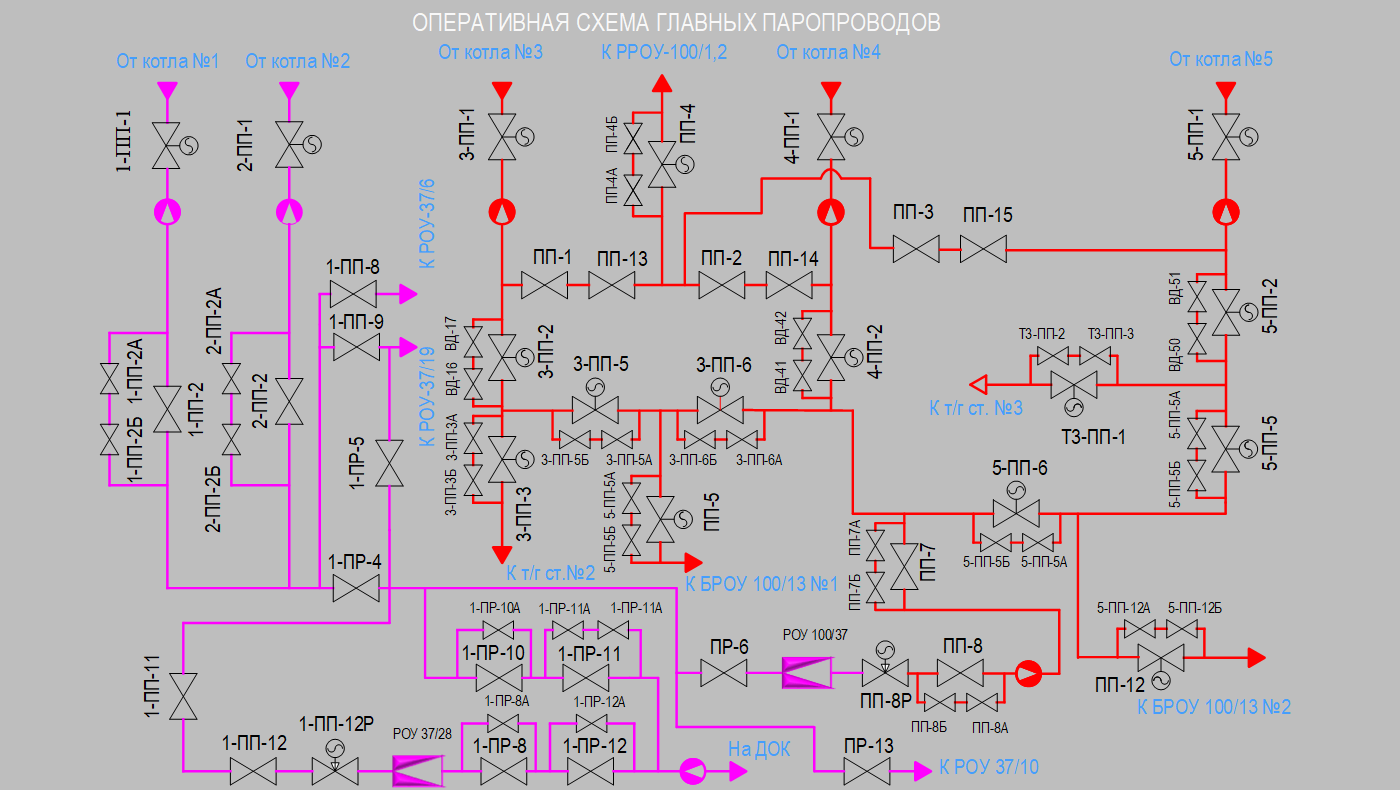 ОПЕРАТИВНАЯ СХЕМА ГЛАВНЫХ ПАРОПРОВОДОВ
От котла №1
От котла №2
От котла №3
К РРОУ-100/1,2
От котла №4
От котла №5
1-ПП-1
2-ПП-1
3-ПП-1
ПП-4Б
ПП-4
ПП-4А
4-ПП-1
5-ПП-1
К РОУ-37/6
ПП-3
ПП-15
1-ПП-8
ПП-1
ПП-13
ПП-2
ПП-14
1-ПП-9
2-ПП-2А
ВД-17
3-ПП-2
ВД-16
ВД-42
4-ПП-2
ВД-41
ВД-51
5-ПП-2
ВД-50
ТЗ-ПП-2
ТЗ-ПП-3
1-ПП-2А
1-ПП-2
1-ПП-2Б
2-ПП-2
2-ПП-2Б
К РОУ-37/19
3-ПП-5
3-ПП-6
К т/г ст. №3
ТЗ-ПП-1
1-ПР-5
3-ПП-3А
3-ПП-3Б
3-ПП-3
3-ПП-5Б
3-ПП-5А
3-ПП-6Б
3-ПП-6А
5-ПП-5А
5-ПП-5
5-ПП-5Б
5-ПП-5А
5-ПП-5Б
ПП-5
5-ПП-6
ПП-7А
ПП-7
ПП-7Б
5-ПП-5Б
5-ПП-5А
1-ПР-4
К т/г ст.№2
К БРОУ 100/13 №1
1-ПР-10А
1-ПР-11А
1-ПР-11А
5-ПП-12А
5-ПП-12Б
1-ПР-10
1-ПР-11
ПР-6
РОУ 100/37
ПП-8
1-ПП-11
ПП-12
ПП-8Р
ПП-8Б
ПП-8А
К БРОУ 100/13 №2
1-ПР-8А
1-ПР-12А
1-ПП-12
1-ПП-12Р
РОУ 37/28
1-ПР-8
1-ПР-12
На ДОК
ПР-13
К РОУ 37/10